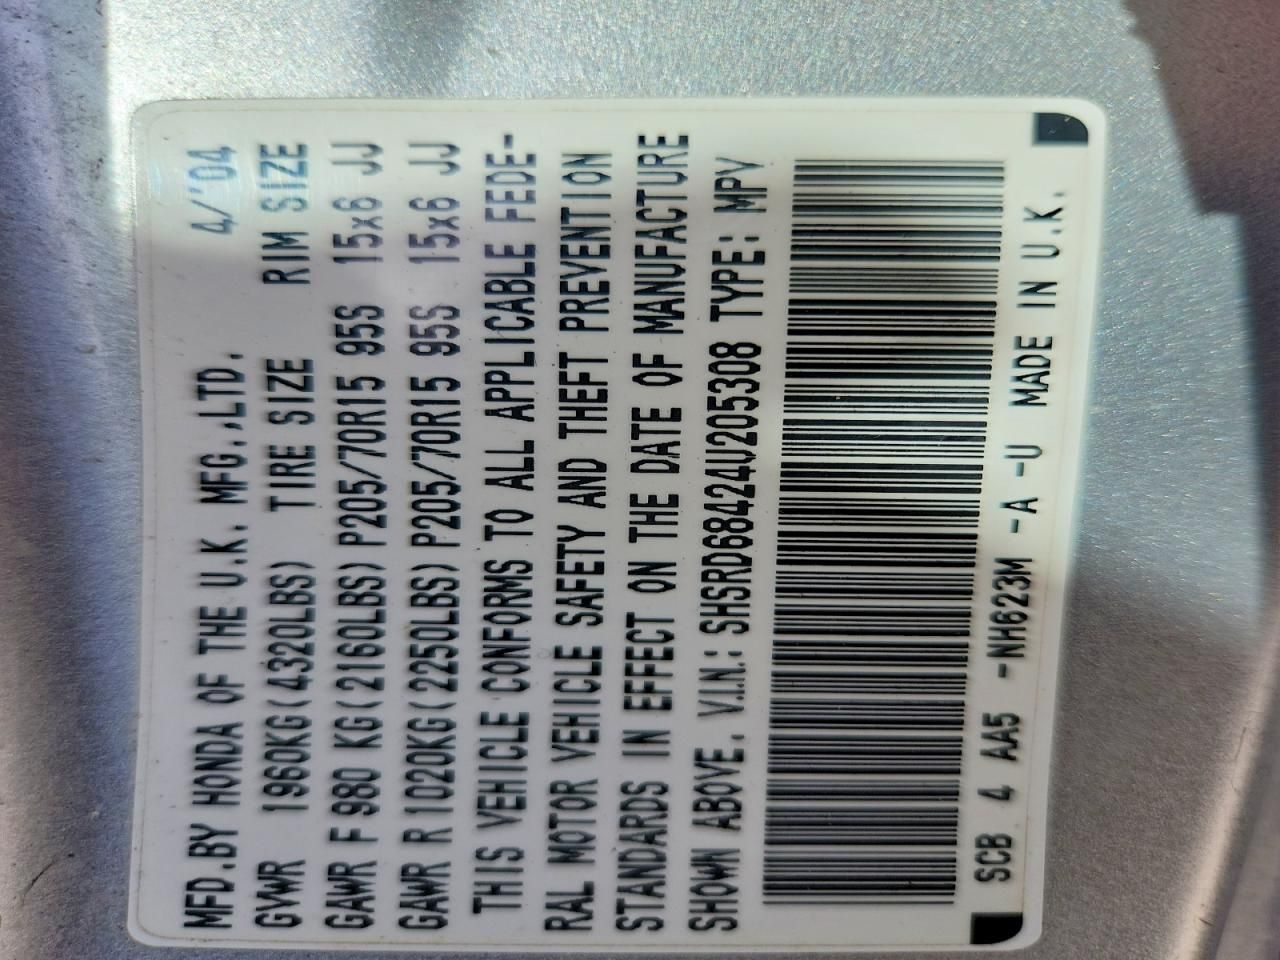 MFD.BY HONDA OF THE U.K. MFG.,LTD. 4/'04
GVWR 1960KG(4320LBS) TIRE SIZE RIM SIZE
GAWR F 980 KG(2160LBS) P205/70R15 95S 15x6 JJ
GAWR R 1020KG(2250LBS) P205/70R15 95S 15x6 JJ
THIS VEHICLE CONFORMS TO ALL APPLICABLE FEDE-
RAL MOTOR VEHICLE SAFETY AND THEFT PREVENTION
STANDARDS IN EFFECT ON THE DATE OF MANUFACTURE
SHOWN ABOVE. V.I.N.: SHSRD68424U205308 TYPE: MPV
SCB 4 AA5 -NH623M -A -U MADE IN U.K.